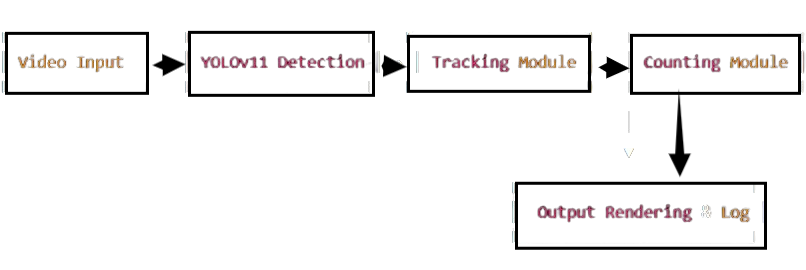 Video Input
YOLOv11 Detection
Tracking Module
Counting Module
Output Rendering & Log